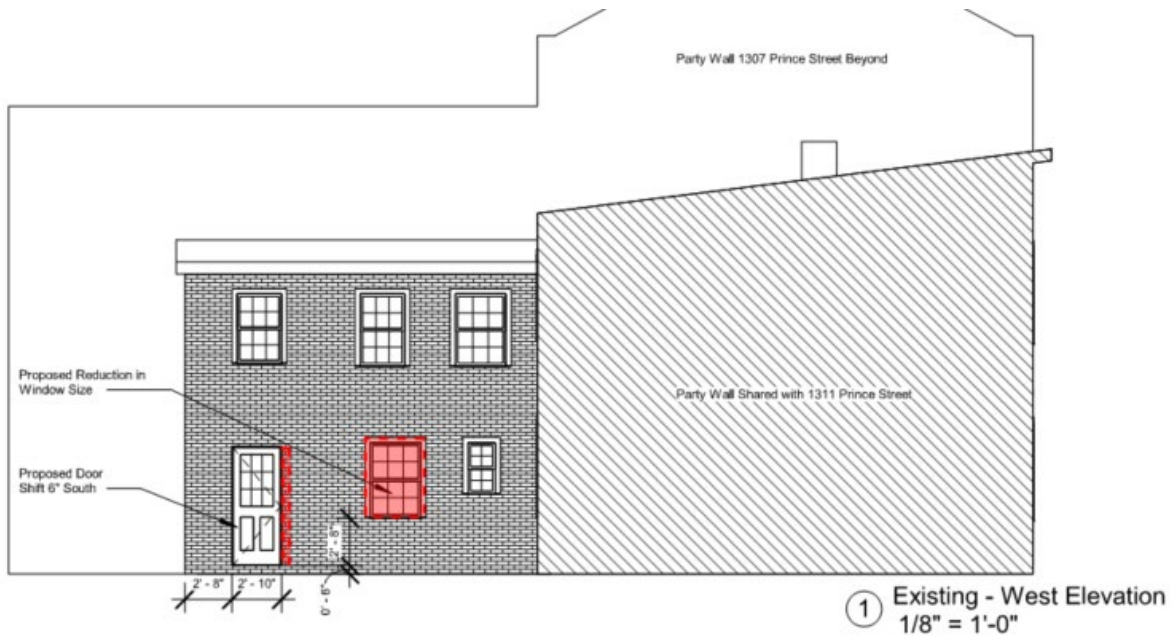 Party Wall 1307 Prince Street Beyond
Proposed Reduction in
Window Size
Party Wall Shared with 1311 Prince Street
Proposed Door
Shift 6" South
2' - 8"
0' - 6"
2' - 8"
2' - 10"
1
Existing - West Elevation
1/8" = 1'-0"